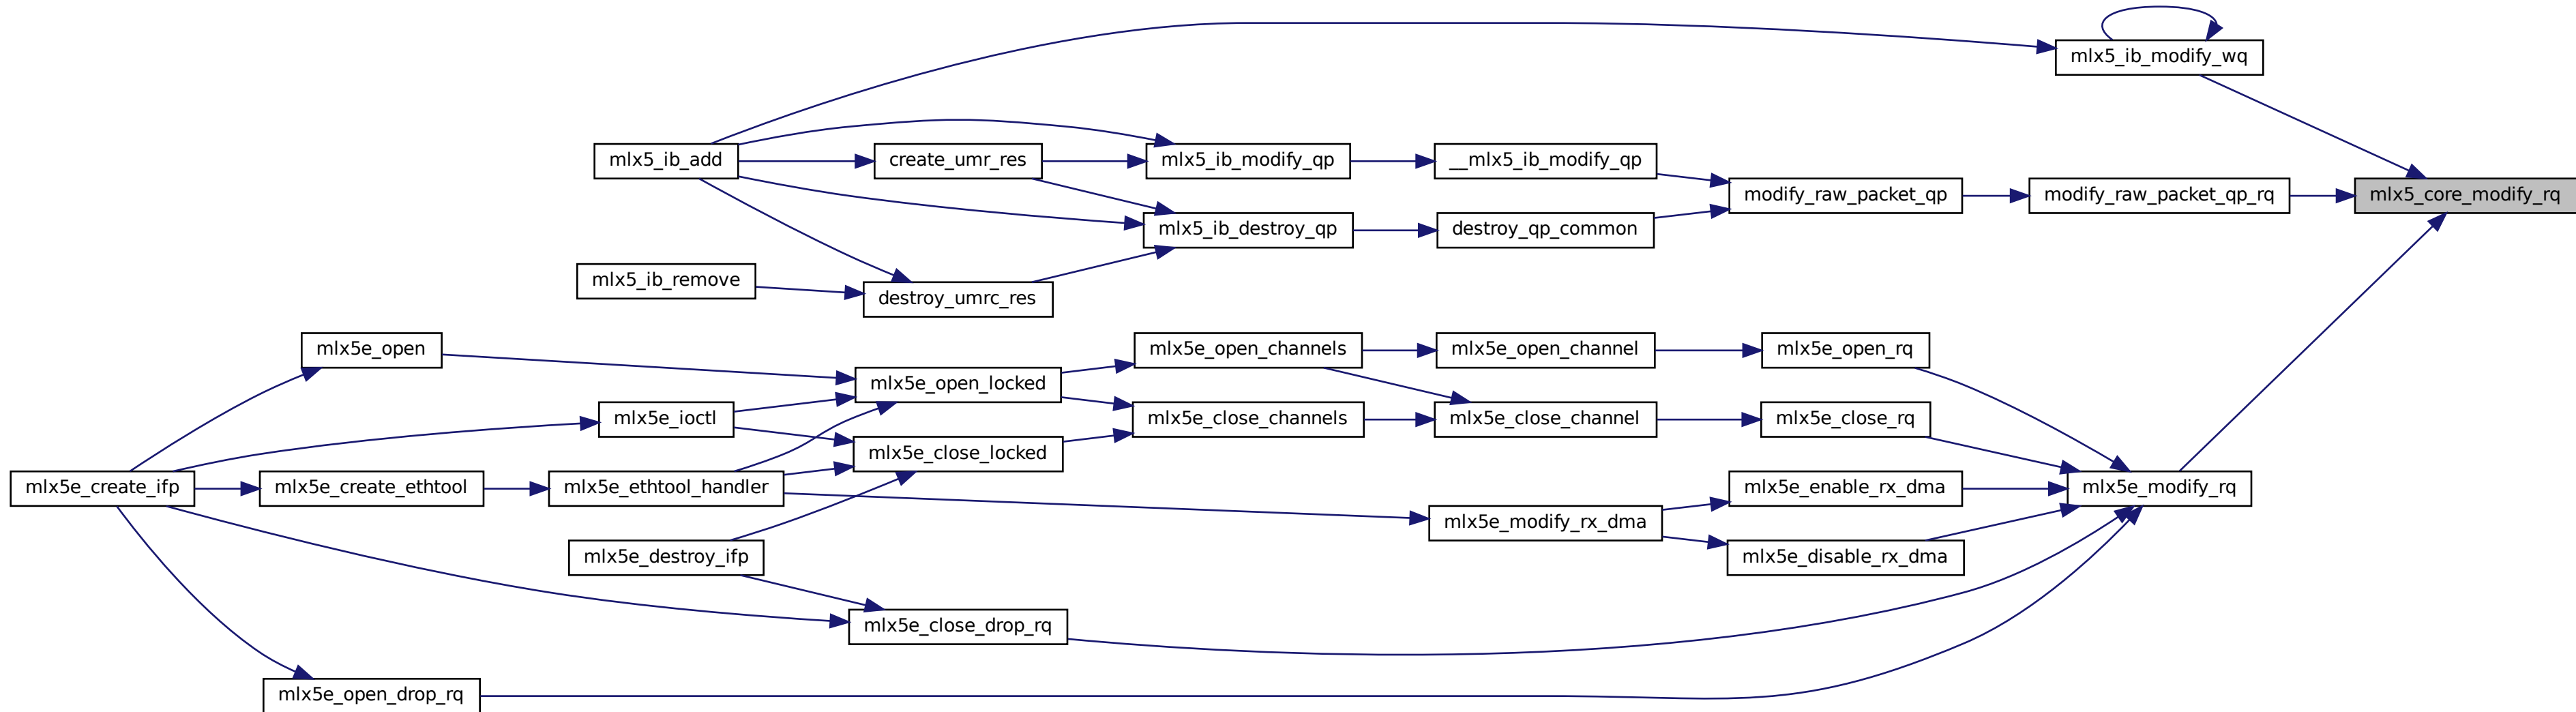 mlx5_ib_modify_wq
mlx5_ib_add
create_umr_res
mlx5_ib_modify_qp
__mlx5_ib_modify_qp
modify_raw_packet_qp
modify_raw_packet_qp_rq
mlx5_core_modify_rq
mlx5_ib_destroy_qp
destroy_qp_common
mlx5_ib_remove
destroy_umrc_res
mlx5e_open
mlx5e_open_channels
mlx5e_open_channel
mlx5e_open_rq
mlx5e_open_locked
mlx5e_ioctl
mlx5e_close_channels
mlx5e_close_channel
mlx5e_close_rq
mlx5e_close_locked
mlx5e_create_ifp
mlx5e_create_ethtool
mlx5e_ethtool_handler
mlx5e_enable_rx_dma
mlx5e_modify_rq
mlx5e_modify_rx_dma
mlx5e_destroy_ifp
mlx5e_disable_rx_dma
mlx5e_close_drop_rq
mlx5e_open_drop_rq